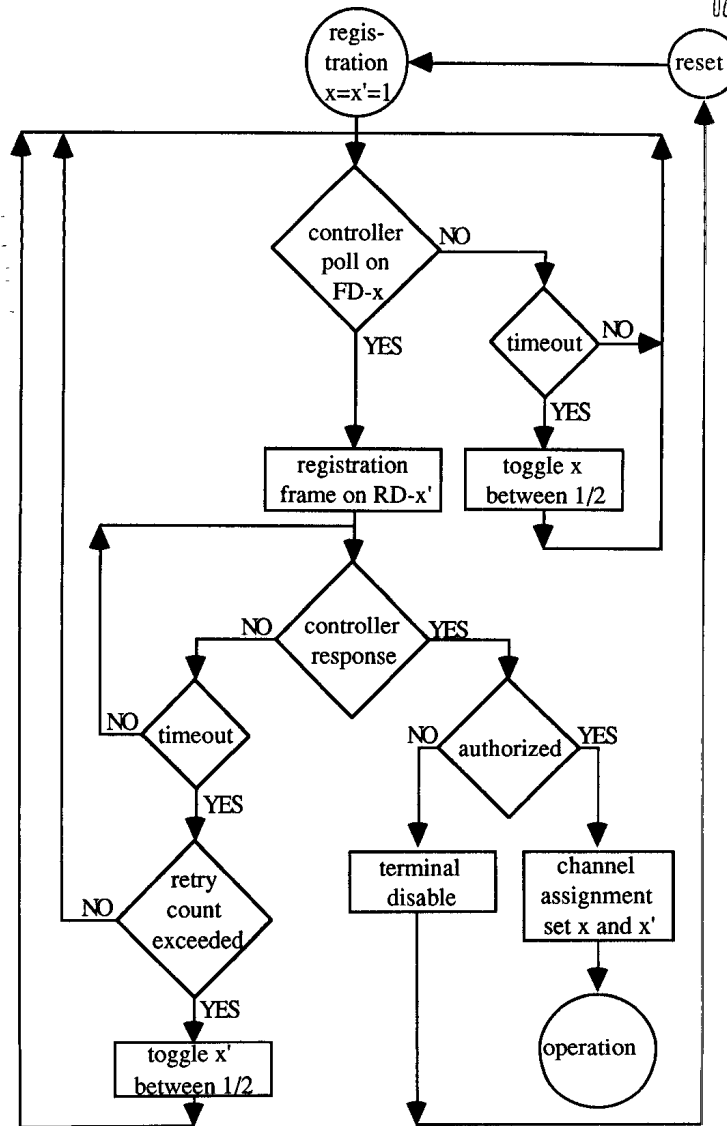 regis-
tration
x=x'=1
reset
controller
poll on
FD-x
NO
YES
timeout
NO
YES
registration
frame on RD-x'
toggle x
between 1/2
controller
response
NO
YES
timeout
NO
YES
authorized
NO
YES
retry
count
exceeded
NO
YES
terminal
disable
channel
assignment
set x and x'
toggle x'
between 1/2
operation